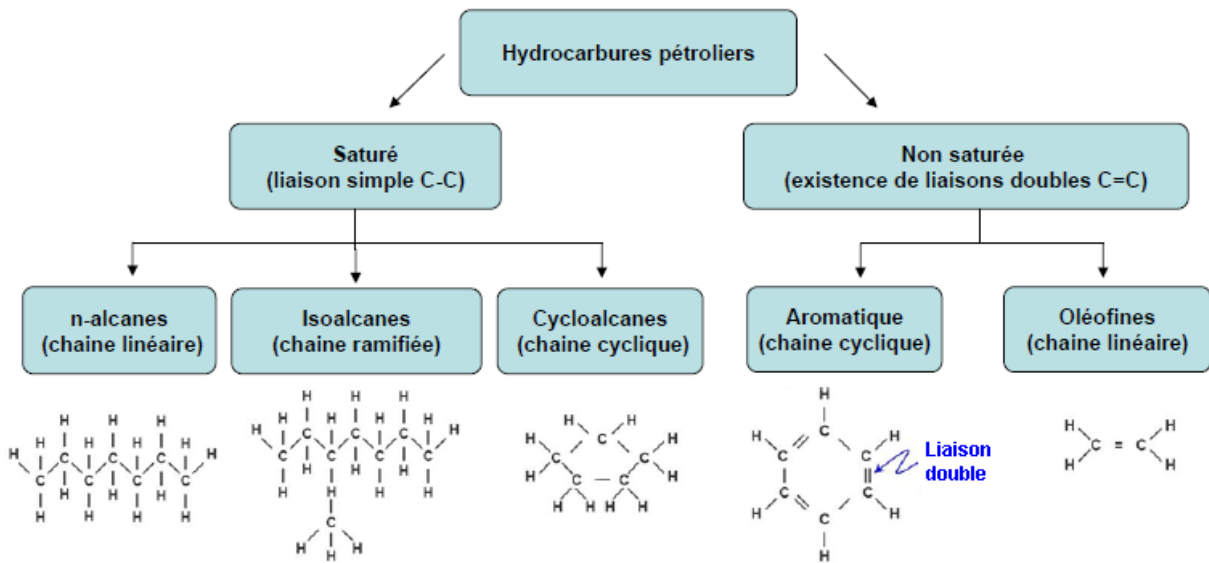 Hydrocarbures pétroliers
Saturé
(liaison simple C-C)
Non saturée
(existence de liaisons doubles C=C)
n-alcanes
(chaine linéaire)
Isoalcanes
(chaine ramifiée)
Cycloalcanes
(chaine cyclique)
Aromatique
(chaine cyclique)
Oléofines
(chaine linéaire)
H H H
H H H H H
C C C
C C C C
H H H
H H H H
H H H
H H H H H
C C C
C C C C
H H H H
H H H
C
H H
H
H H
C
H H
C C
H H
C C
H H H H
H
C
H H
C C
C C
H H
C
H
Liaison
double
H H
C = C
H H